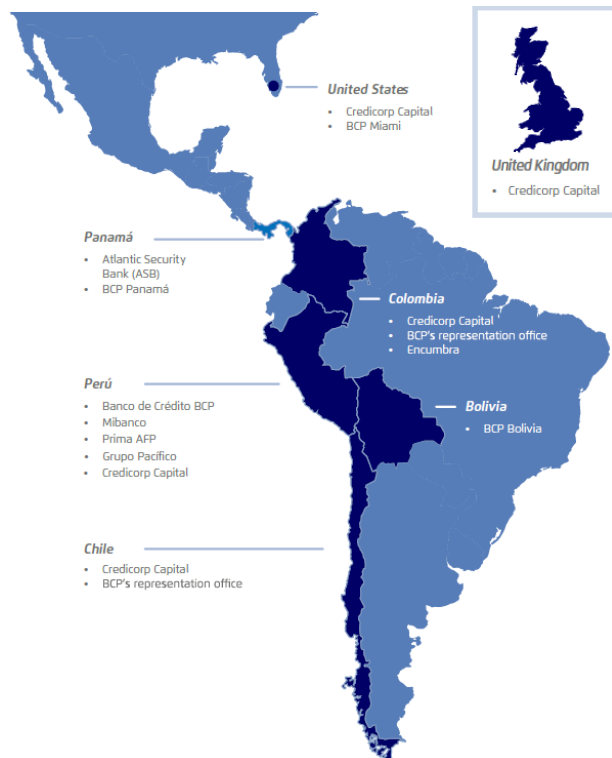 United States
• Credicorp Capital
• BCP Miami
United Kingdom
• Credicorp Capital
Panamá
• Atlantic Security
Bank (ASB)
• BCP Panamá
Colombia
• Credicorp Capital
• BCP's representation office
• Encumbra
Perú
• Banco de Crédito BCP
• Mibanco
• Prima AFP
• Grupo Pacífico
• Credicorp Capital
Bolivia
• BCP Bolivia
Chile
• Credicorp Capital
• BCP's representation office